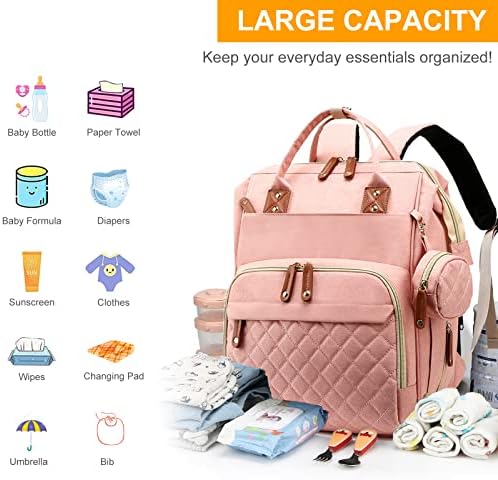 LARGE CAPACITY
Keep your everyday essentials organized!
Baby Bottle
Paper Towel
Baby Formula
Diapers
SUN
Sunscreen
Clothes
Wipes
Changing Pad
Umbrella
Bib